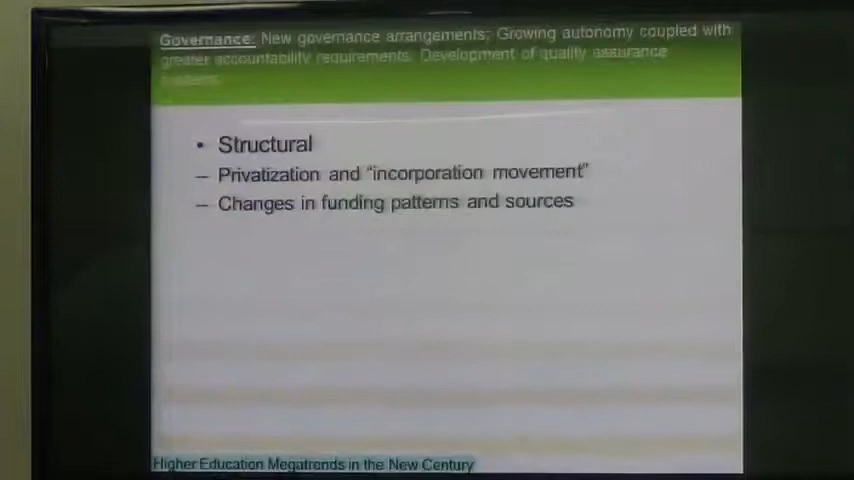 Governance: New governance arrangements; Growing autonomy coupled with
greater accountability requirements. Development of quality assurance
systems
• Structural
– Privatization and “incorporation movement”
– Changes in funding patterns and sources
Higher Education Megatrends in the New Century